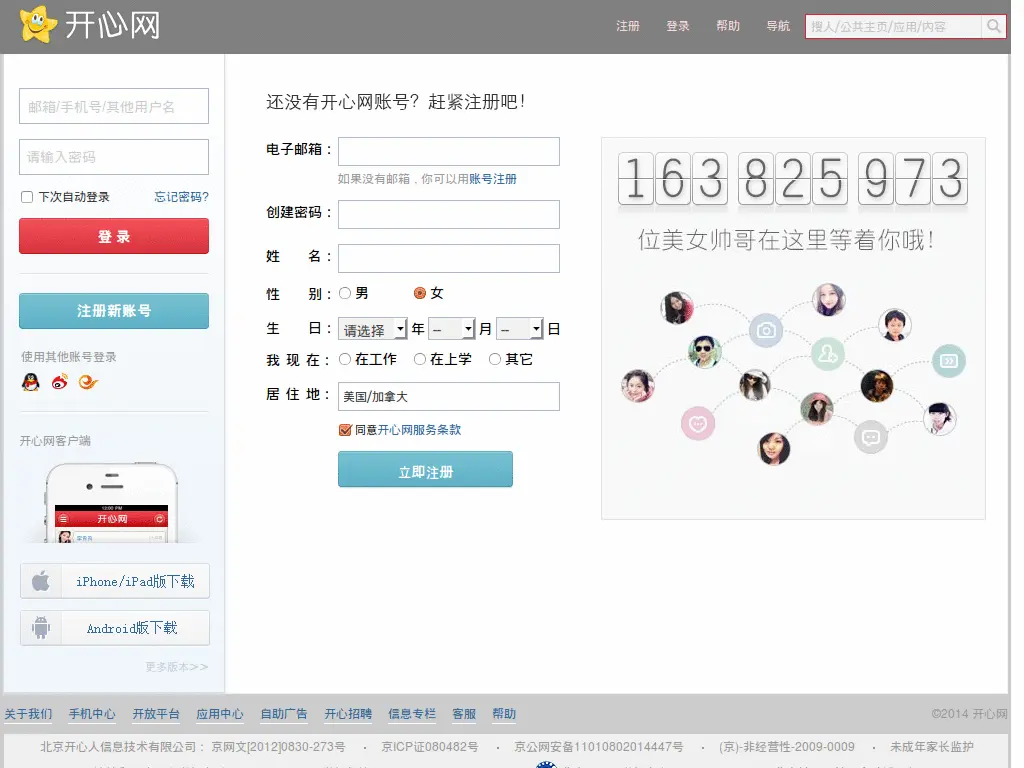 开心网
注册 登录 帮助 导航 搜人/公共主页/应用/内容
邮箱/手机号/其他用户名
请输入密码
下次自动登录 忘记密码?
登 录
注册新账号
使用其他账号登录
开心网客户端
12:00 PM
开心网
iPhone/iPad版下载
Android版下载
更多版本>>
还没有开心网账号？赶紧注册吧！
电子邮箱：
如果没有邮箱，你可以用账号注册
创建密码：
姓 名：
性 别： 男 女
生 日： 请选择 年 -- 月 -- 日
我 现 在： 在工作 在上学 其它
居 住 地： 美国/加拿大
同意开心网服务条款
立即注册
163 825 973
位美女帅哥在这里等着你哦！
关于我们 手机中心 开放平台 应用中心 自助广告 开心招聘 信息专栏 客服 帮助 ©2014 开心网
北京开心人信息技术有限公司： 京网文[2012]0830-273号 · 京ICP证080482号 · 京公网安备11010802014447号 · (京)-非经营性-2009-0009 · 未成年家长监护